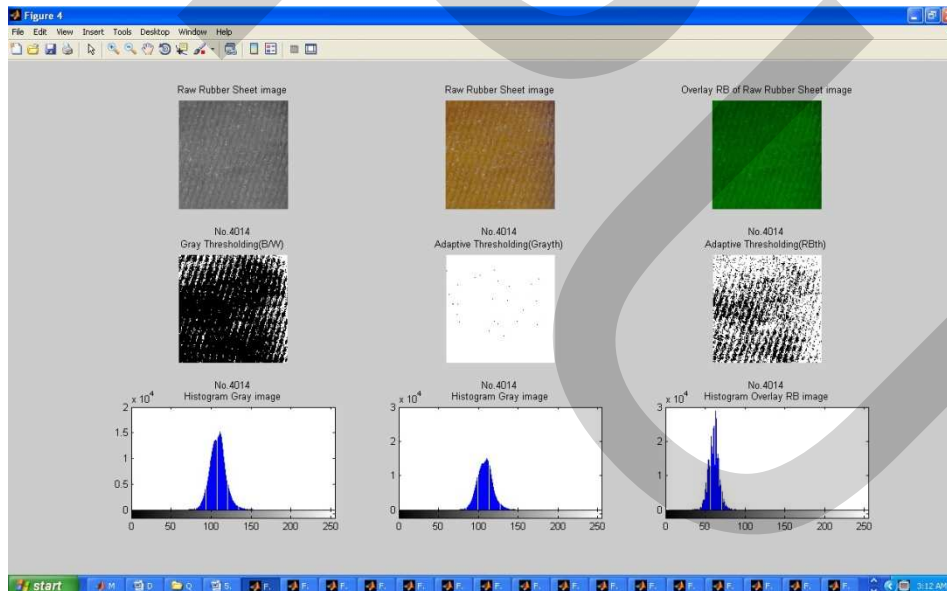 Figure 4
File Edit View Insert Tools Desktop Window Help
Raw Rubber Sheet image
Raw Rubber Sheet image
Overlay RB of Raw Rubber Sheet image
No.4014
Gray Thresholding(B/W)
No.4014
Adaptive Thresholding(Grayth)
No.4014
Adaptive Thresholding(RBth)
No.4014
Histogram Gray image
x 10^4
2
1.5
1
0.5
0
0 50 100 150 200 250
No.4014
Histogram Gray image
x 10^4
3
2
1
0
0 50 100 150 200 250
No.4014
Histogram Overlay RB image
x 10^4
3
2
1
0
0 50 100 150 200 250
start M D Q S. F. F. F. F. F. F. F. F. F. F. F. F. F. F. F. F. 3:12 AM